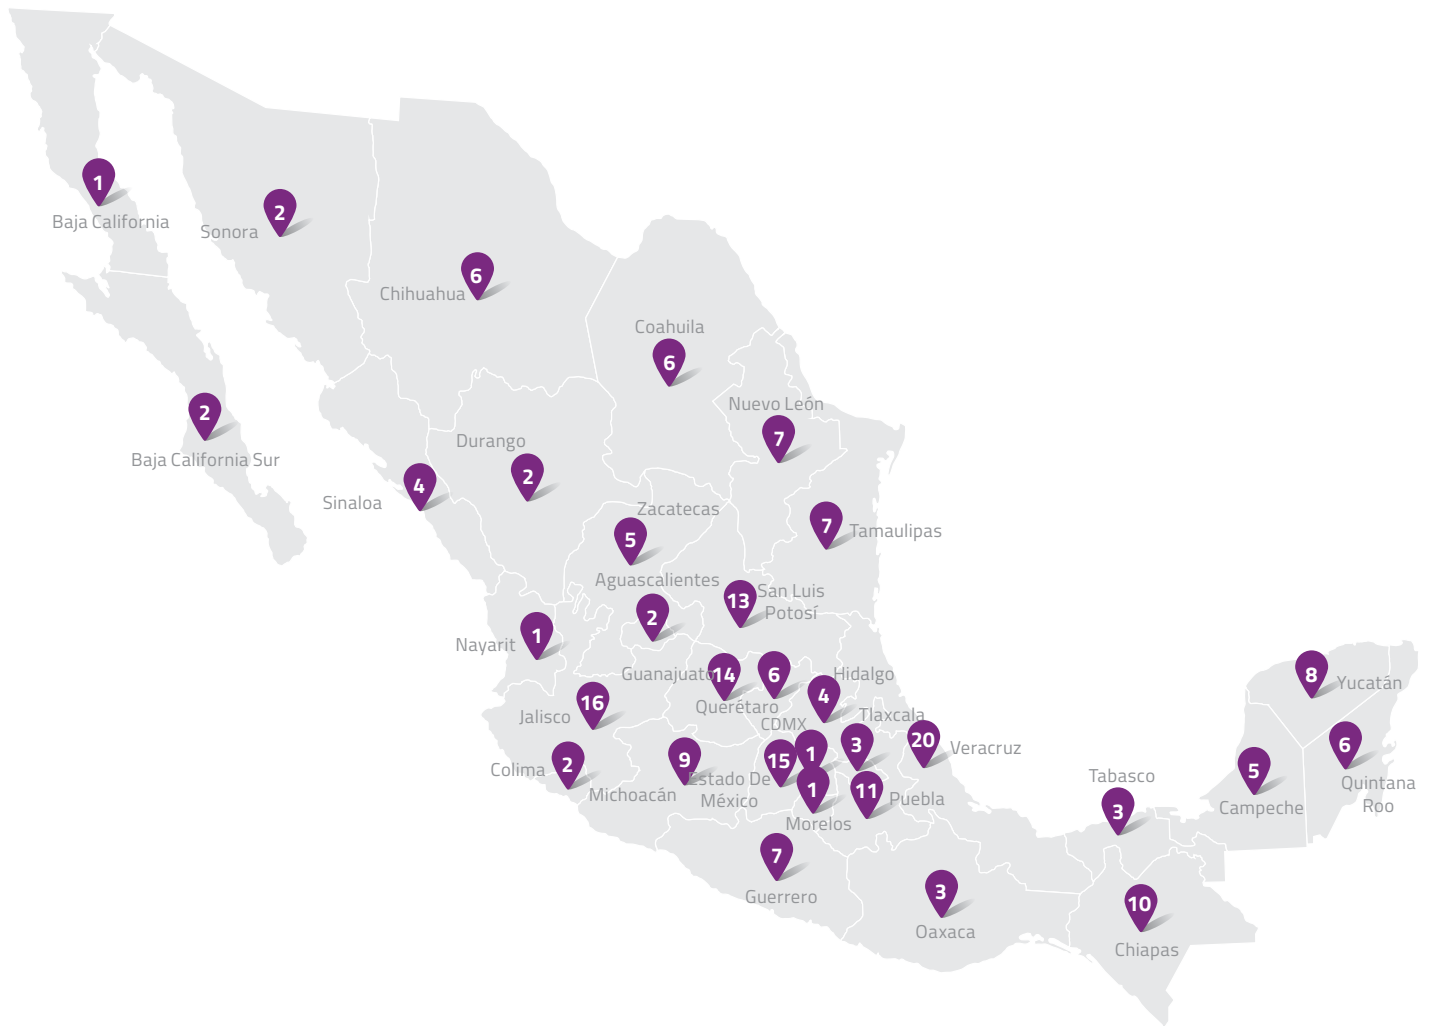 1
Baja California
2
Sonora
6
Chihuahua
Coahuila
6
Nuevo León
7
2
Baja California Sur
Durango
2
4
Sinaloa
Zacatecas
5
7
Tamaulipas
Aguascalientes
2
13
San Luis
Potosí
1
Nayarit
Guanajuato
14
6
Querétaro
Hidalgo
4
16
Jalisco
CDMX
1
Tlaxcala
3
20
Veracruz
2
Colima
9
Michoacán
15
Estado De
México
1
Morelos
11
Puebla
7
Guerrero
3
Oaxaca
Tabasco
3
10
Chiapas
8
Yucatán
5
Campeche
6
Quintana
Roo